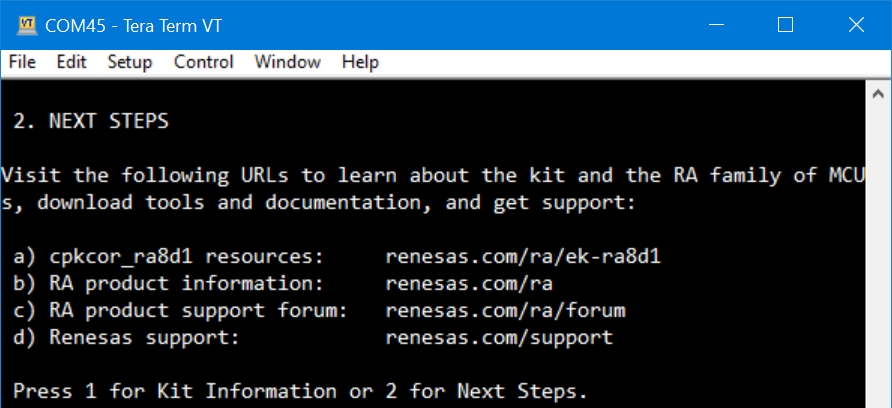 COM45 - Tera Term VT
File Edit Setup Control Window Help
2. NEXT STEPS
Visit the following URLs to learn about the kit and the RA family of MCU
s, download tools and documentation, and get support:
a) cpkcor_ra8d1 resources: renesas.com/ra/ek-ra8d1
b) RA product information: renesas.com/ra
c) RA product support forum: renesas.com/ra/forum
d) Renesas support: renesas.com/support
Press 1 for Kit Information or 2 for Next Steps.